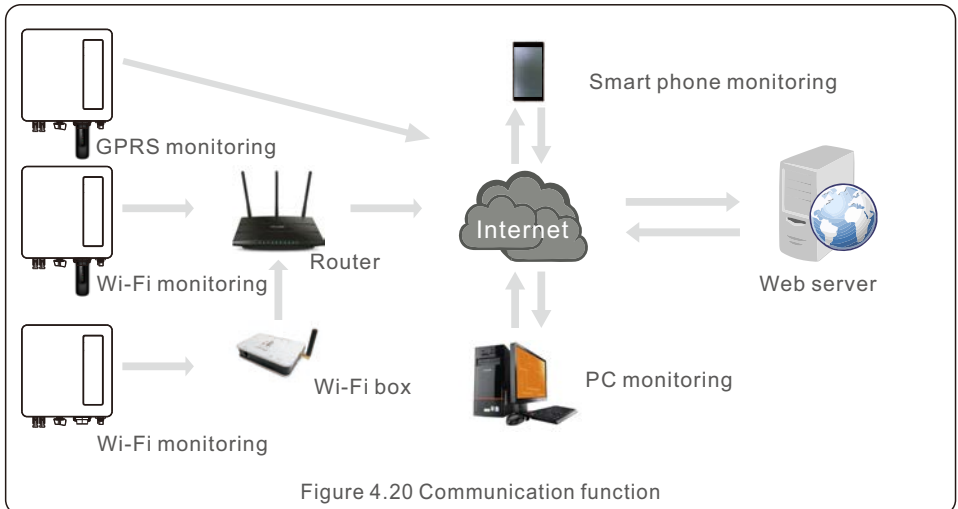 Smart phone monitoring
GPRS monitoring
Internet
Router
Wi-Fi monitoring
Web server
Wi-Fi box
PC monitoring
Wi-Fi monitoring
Figure 4.20 Communication function